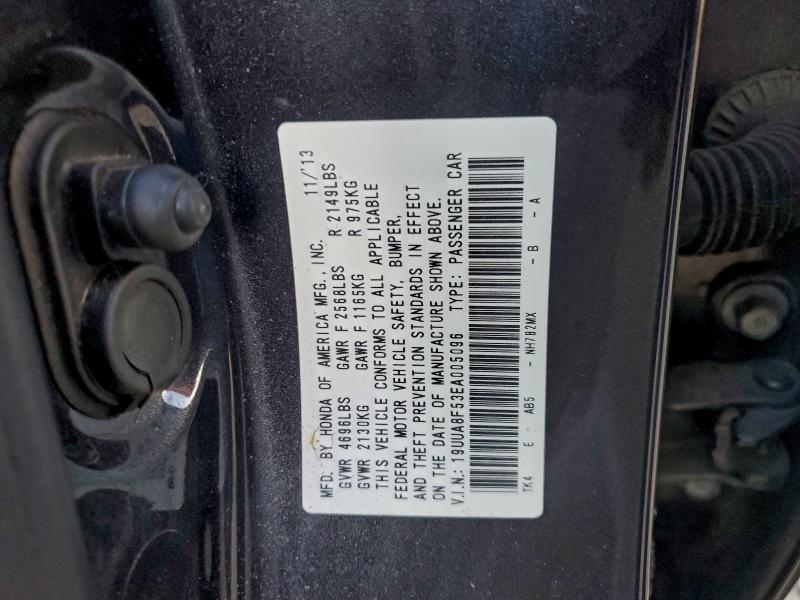 MFD. BY HONDA OF AMERICA MFG., INC. 11/'13
GVWR 4696LBS GAWR F 2568LBS R 2149LBS
GVWR 2130KG GAWR F 1165KG R 975KG
THIS VEHICLE CONFORMS TO ALL APPLICABLE
FEDERAL MOTOR VEHICLE SAFETY, BUMPER,
AND THEFT PREVENTION STANDARDS IN EFFECT
ON THE DATE OF MANUFACTURE SHOWN ABOVE.
V.I.N.: 19UUA8F53EA005096 TYPE: PASSENGER CAR
TK4 E AB5 - NH782MX - B - A